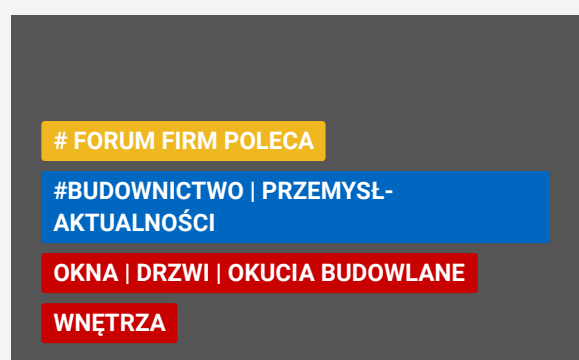 # FORUM FIRM POLECA
#BUDOWNICTWO | PRZEMYSŁ-
AKTUALNOŚCI
OKNA | DRZWI | OKUCIA BUDOWLANE
WNĘTRZA